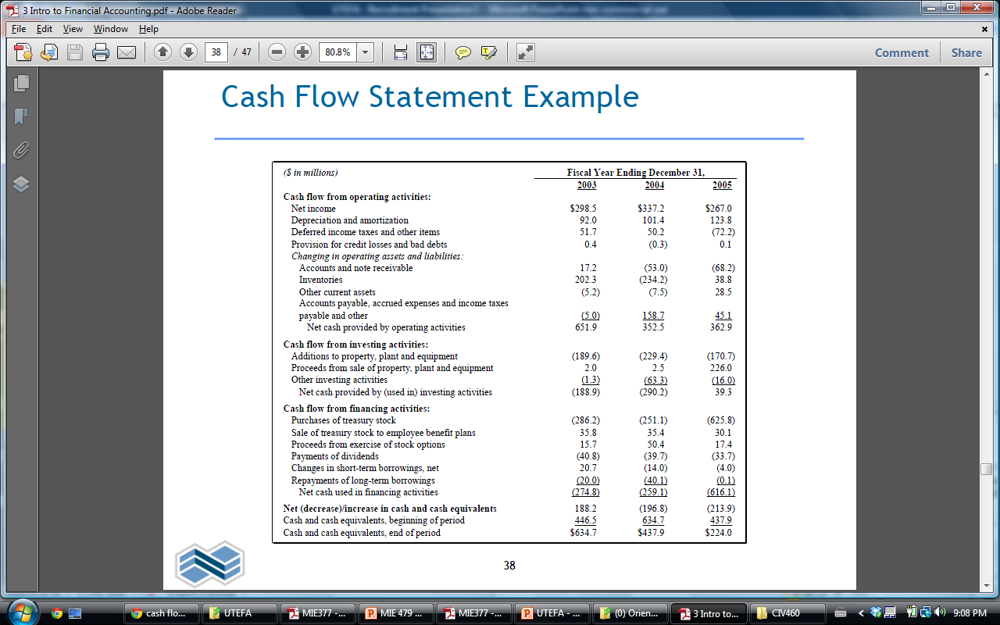 3 Intro to Financial Accounting.pdf - Adobe Reader
File Edit View Window Help
38 / 47 80.8% Comment Share
Cash Flow Statement Example
($ in millions) Fiscal Year Ending December 31,
2003 2004 2005
Cash flow from operating activities:
Net income $298.5 $337.2 $267.0
Depreciation and amortization 92.0 101.4 123.8
Deferred income taxes and other items 51.7 50.2 (72.2)
Provision for credit losses and bad debts 0.4 (0.3) 0.1
Changing in operating assets and liabilities:
Accounts and note receivable 17.2 (53.0) (68.2)
Inventories 202.3 (234.2) 38.8
Other current assets (5.2) (7.5) 28.5
Accounts payable, accrued expenses and income taxes
payable and other (5.0) 158.7 45.1
Net cash provided by operating activities 651.9 352.5 362.9
Cash flow from investing activities:
Additions to property, plant and equipment (189.6) (229.4) (170.7)
Proceeds from sale of property, plant and equipment 2.0 2.5 226.0
Other investing activities (1.3) (63.3) (16.0)
Net cash provided by (used in) investing activities (188.9) (290.2) 39.3
Cash flow from financing activities:
Purchases of treasury stock (286.2) (251.1) (625.8)
Sale of treasury stock to employee benefit plans 35.8 35.4 30.1
Proceeds from exercise of stock options 15.7 50.4 17.4
Payments of dividends (40.8) (39.7) (33.7)
Changes in short-term borrowings, net 20.7 (14.0) (4.0)
Repayments of long-term borrowings (20.0) (40.1) (0.1)
Net cash used in financing activities (274.8) (259.1) (616.1)
Net (decrease)/increase in cash and cash equivalents 188.2 (196.8) (213.9)
Cash and cash equivalents, beginning of period 446.5 634.7 437.9
Cash and cash equivalents, end of period $634.7 $437.9 $224.0
38
cash flo... UTEFA MIE377 -... MIE 479 ... MIE377 -... UTEFA - ... (0) Orien... 3 Intro to... CIV460 9:08 PM